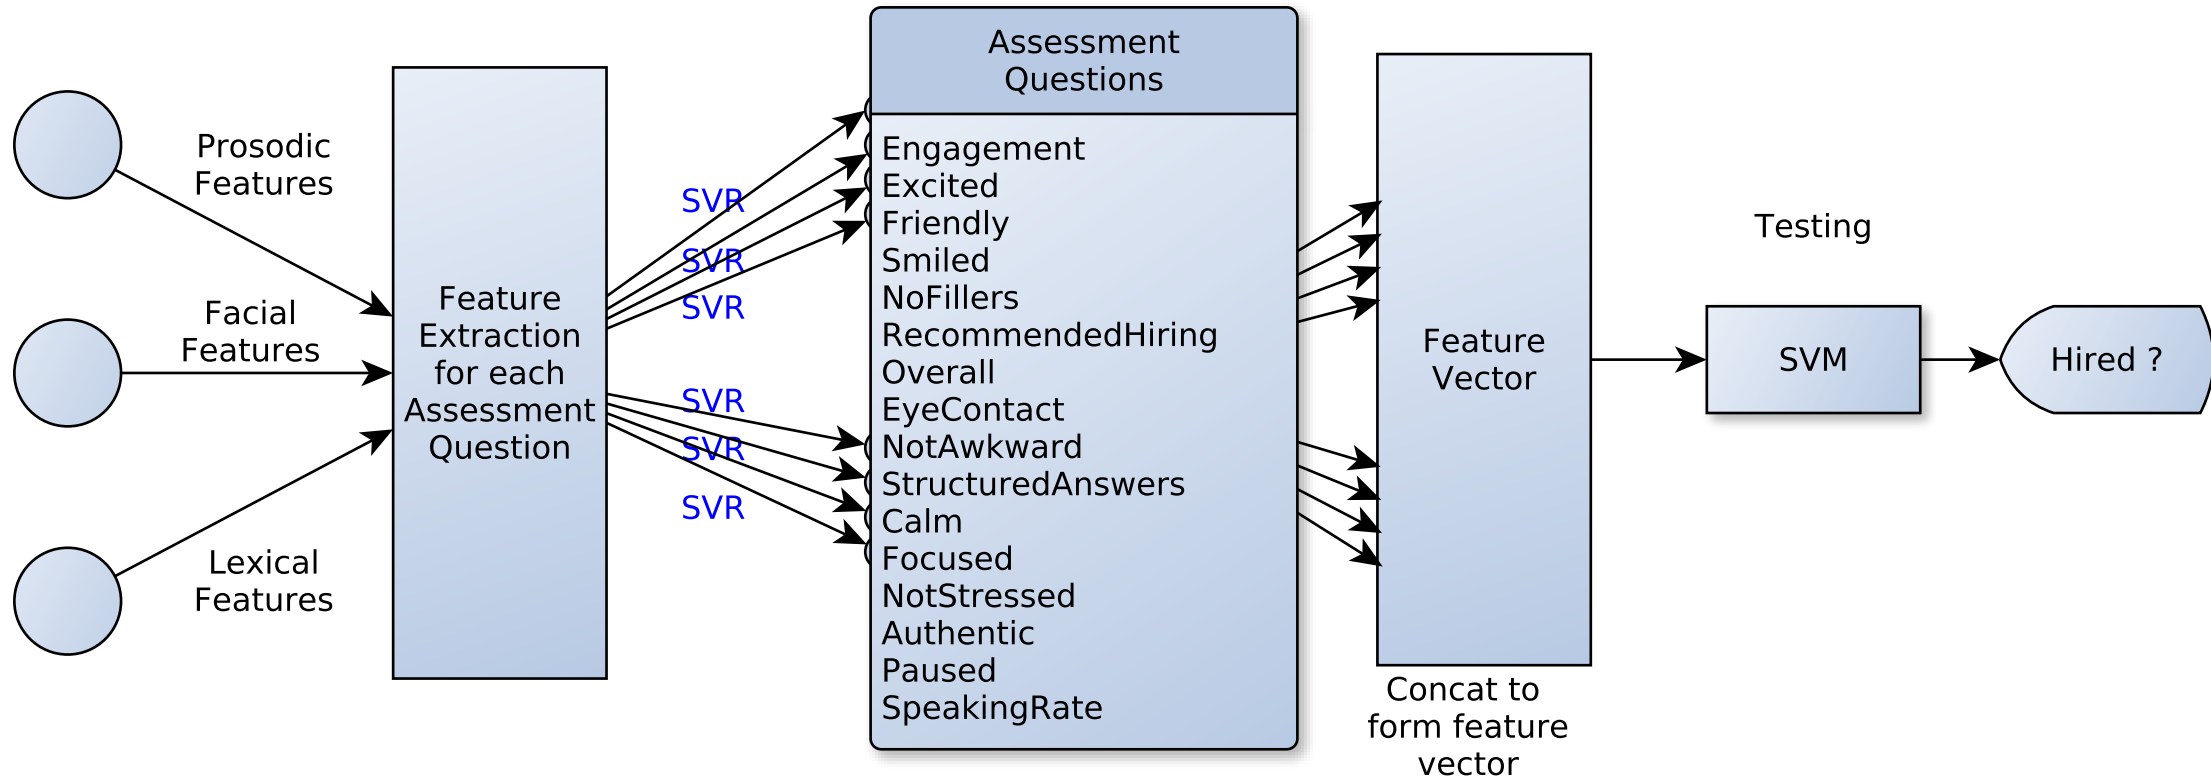 Prosodic
Features
Facial
Features
Lexical
Features
Feature
Extraction
for each
Assessment
Question
SVR
SVR
SVR
SVR
SVR
SVR
Assessment
Questions
Engagement
Excited
Friendly
Smiled
NoFillers
RecommendedHiring
Overall
EyeContact
NotAwkward
StructuredAnswers
Calm
Focused
NotStressed
Authentic
Paused
SpeakingRate
Feature
Vector
Concat to
form feature
vector
Testing
SVM
Hired ?